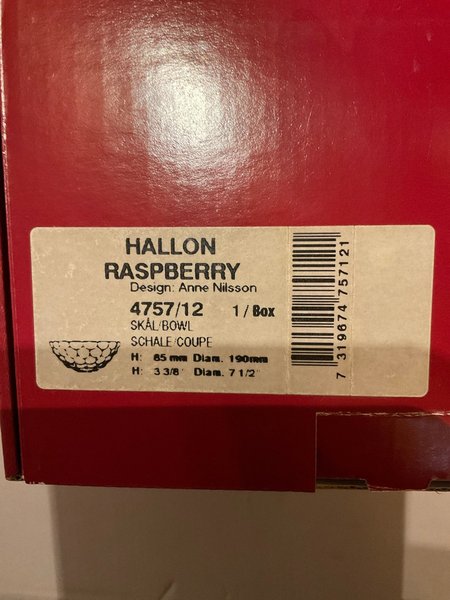 HALLON
RASPBERRY
Design: Anne Nilsson
4757/12 1 / Box
SKÅL/BOWL
SCHALE/COUPE
H: 85 mm Diam. 190mm
H: 3 3/8" Diam. 7 1/2"
7 319674 757121